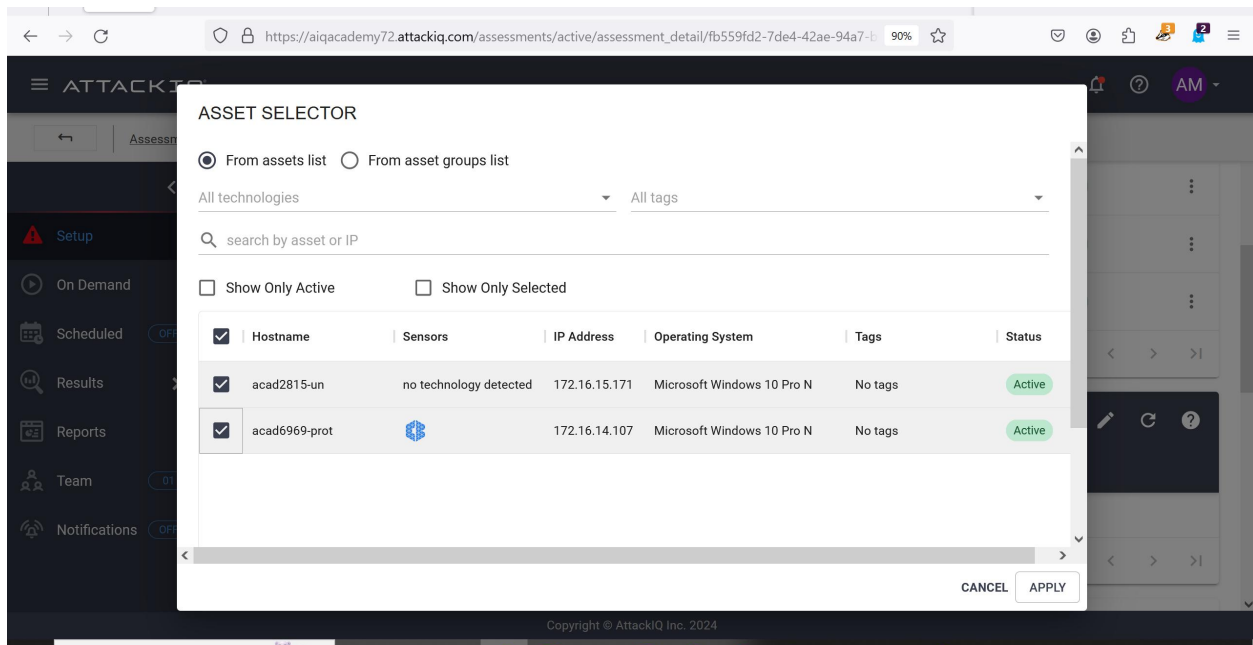 https://aiqacademy72.attackiq.com/assessments/active/assessment_detail/fb559fd2-7de4-42ae-94a7- 90% 3 2
ATTACKIQ AM
ASSET SELECTOR
From assets list From asset groups list
All technologies All tags
search by asset or IP
Show Only Active Show Only Selected
Hostname Sensors IP Address Operating System Tags Status
acad2815-un no technology detected 172.16.15.171 Microsoft Windows 10 Pro N No tags Active
acad6969-prot 172.16.14.107 Microsoft Windows 10 Pro N No tags Active
CANCEL APPLY
Assessm
Setup
On Demand
Scheduled OFF
Results
Reports
Team 01
Notifications OFF
Copyright © AttackIQ Inc. 2024